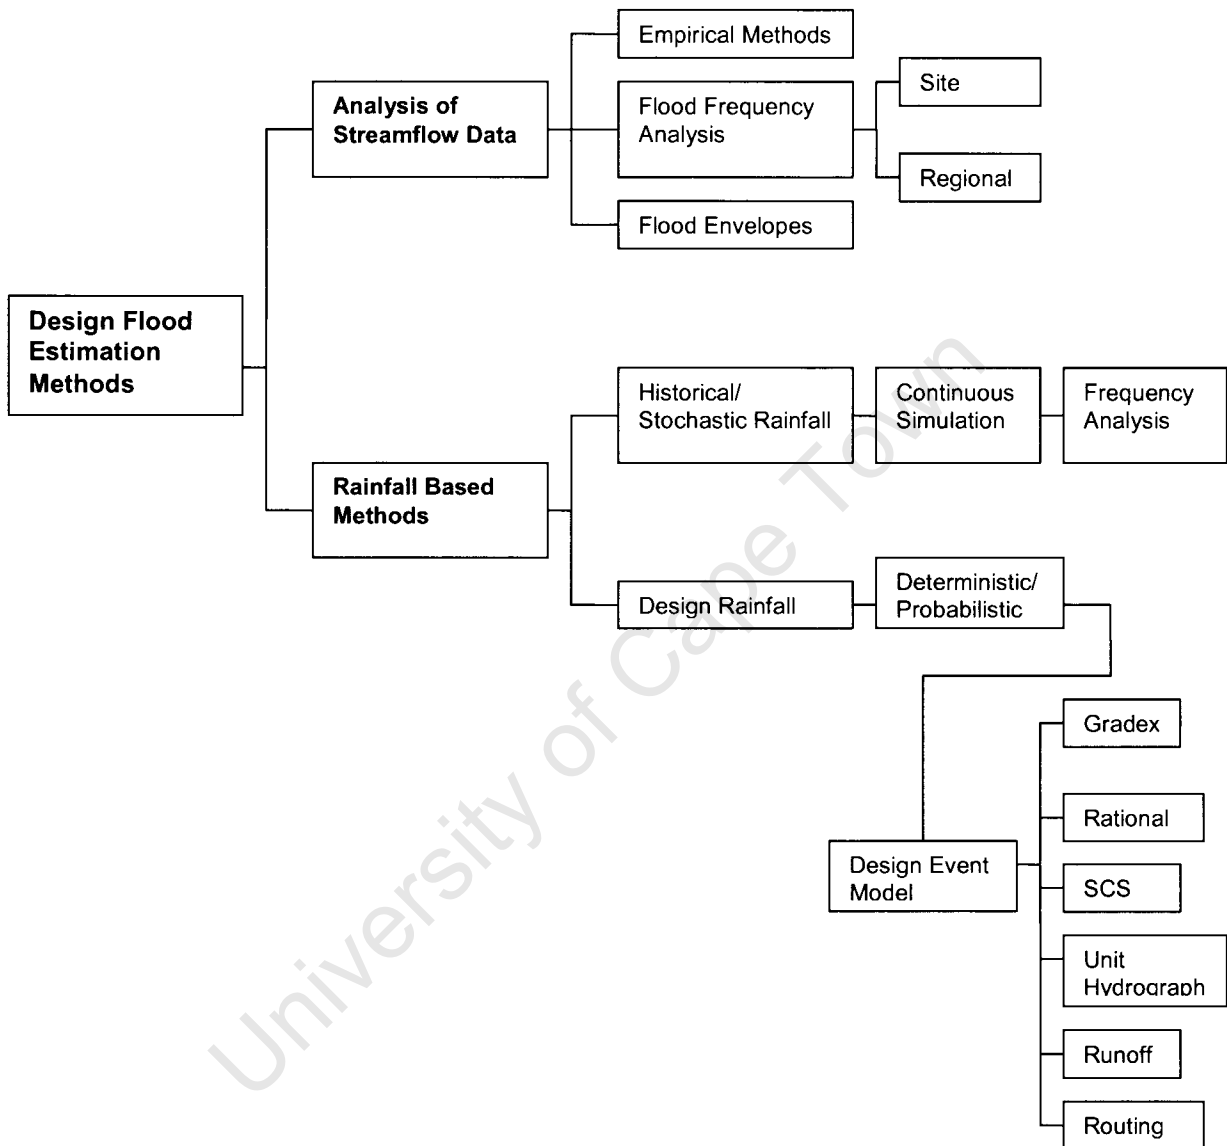 Empirical Methods
Analysis of
Streamflow Data
Flood Frequency
Analysis
Site
Regional
Flood Envelopes
Design Flood
Estimation
Methods
Historical/
Stochastic Rainfall
Continuous
Simulation
Frequency
Analysis
Rainfall Based
Methods
Design Rainfall
Deterministic/
Probabilistic
Gradex
Rational
Design Event
Model
SCS
Unit
Hydrograph
Runoff
Routing
University of Cape Town